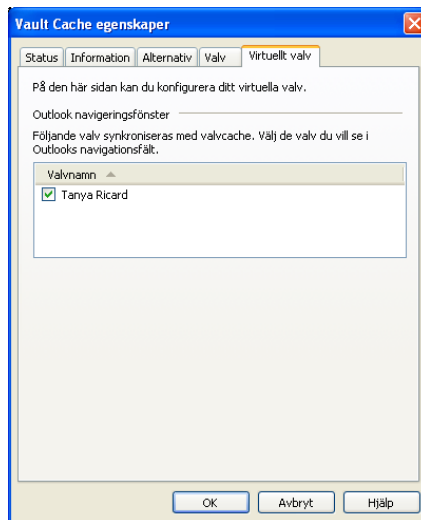 Vault Cache egenskaper
Status Information Alternativ Valv Virtuellt valv
På den här sidan kan du konfigurera ditt virtuella valv.
Outlook navigeringsfönster
Följande valv synkroniseras med valvcache. Välj de valv du vill se i
Outlooks navigationsfält.
Valvnamn
Tanya Ricard
OK Avbryt Hjälp